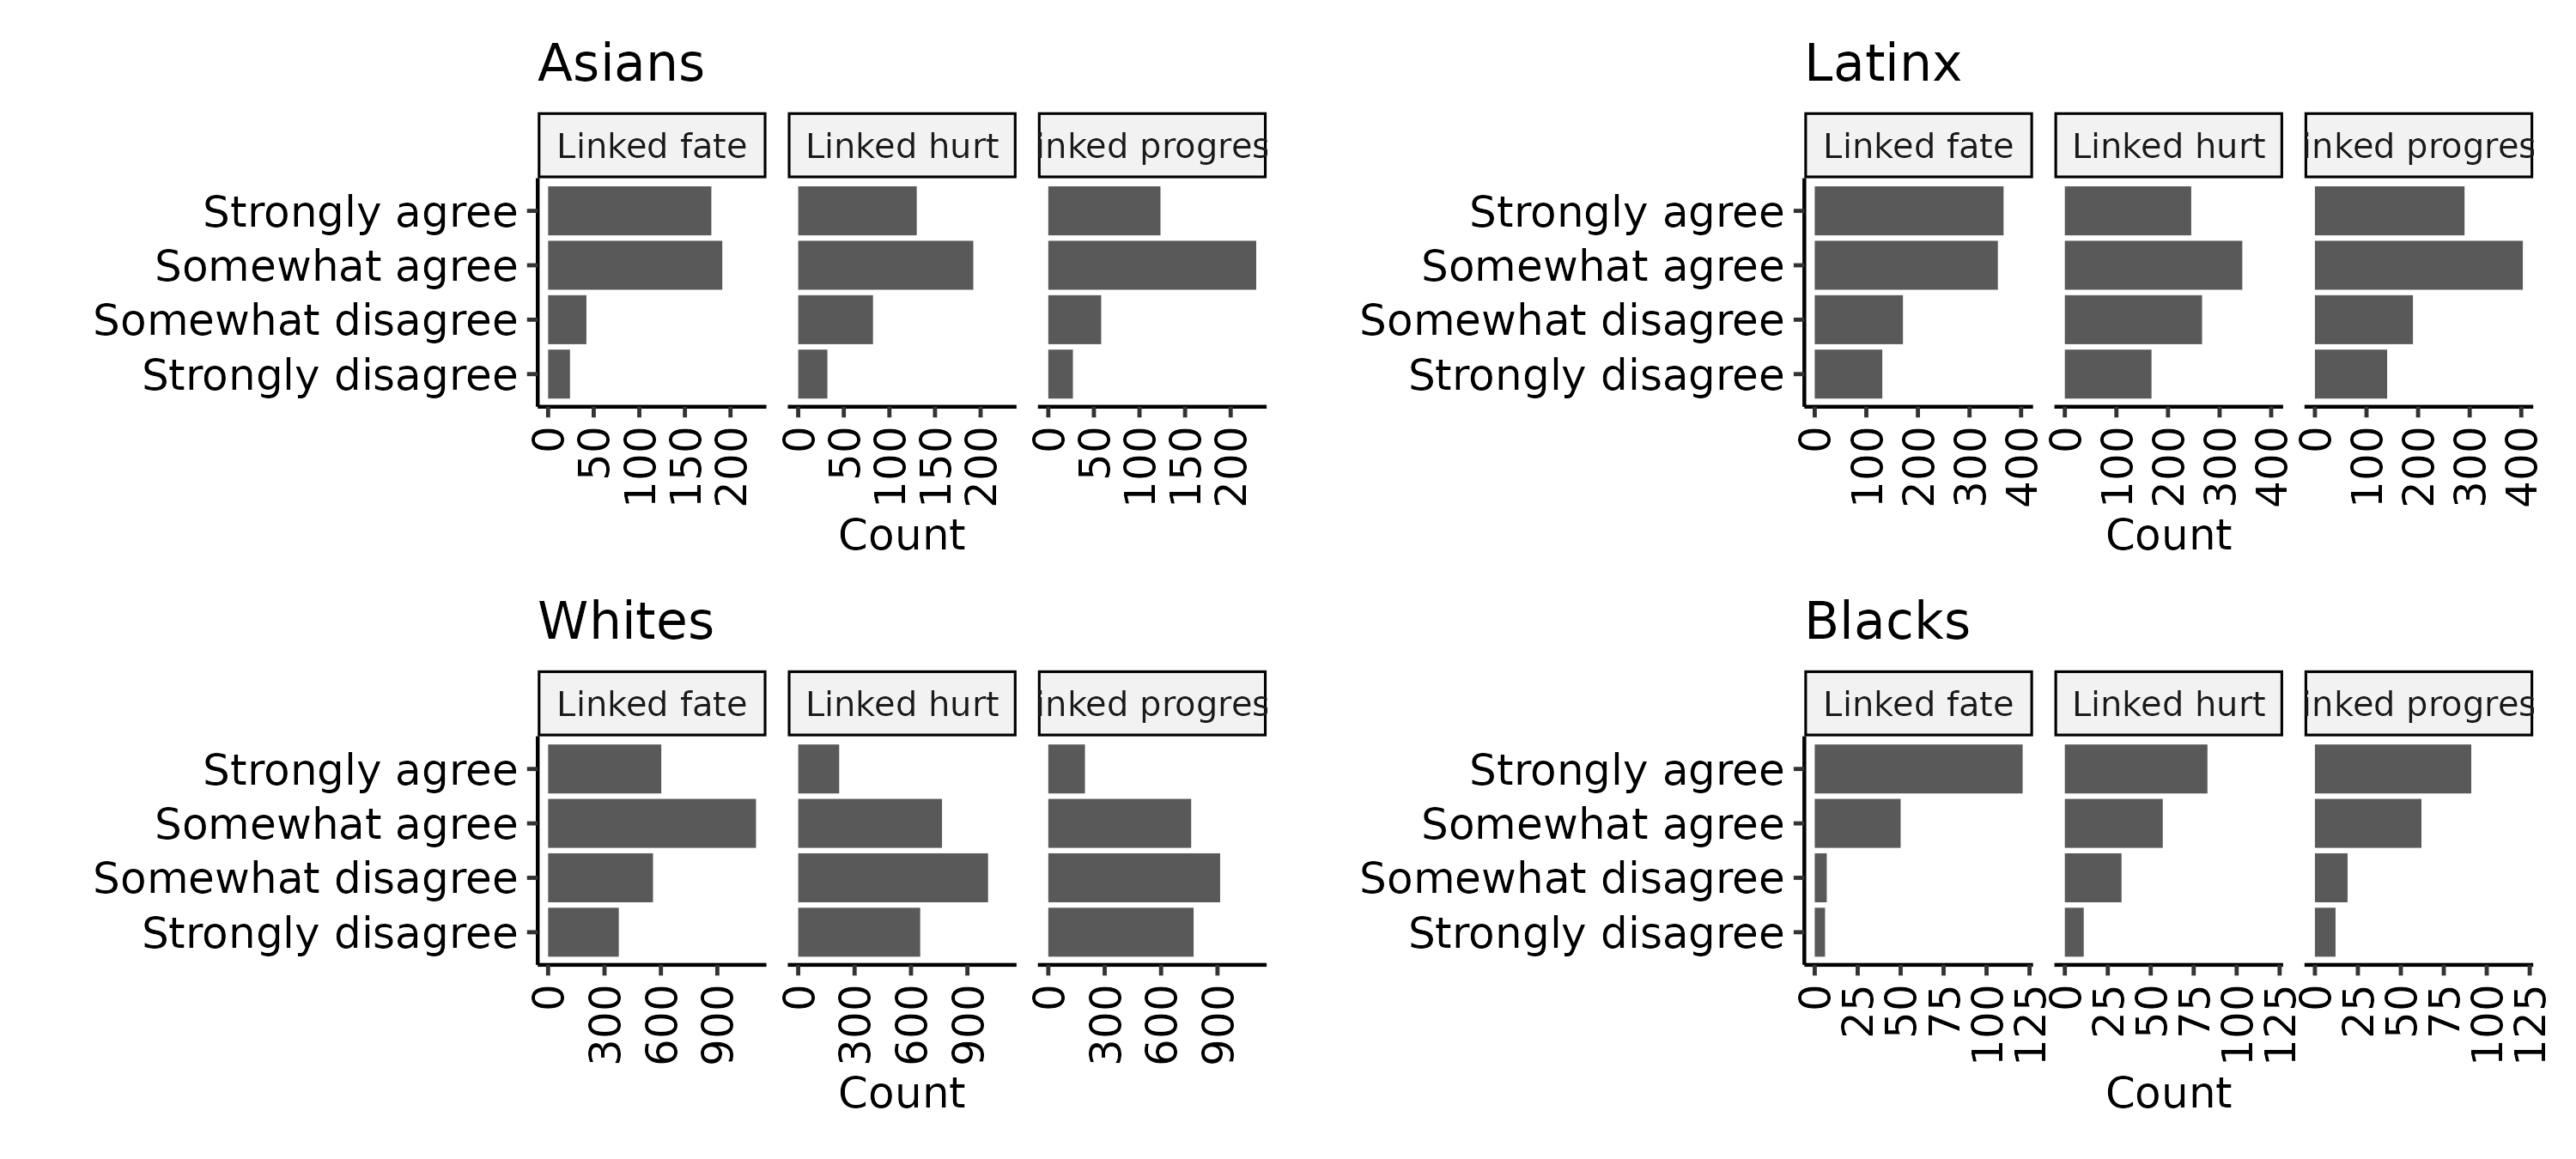 Asians
Linked fate Linked hurt inked progres
Strongly agree
Somewhat agree
Somewhat disagree
Strongly disagree
0 50 100 150 200 0 50 100 150 200 0 50 100 150 200
Count
Latinx
Linked fate Linked hurt inked progres
Strongly agree
Somewhat agree
Somewhat disagree
Strongly disagree
0 100 200 300 400 0 100 200 300 400 0 100 200 300 400
Count
Whites
Linked fate Linked hurt inked progres
Strongly agree
Somewhat agree
Somewhat disagree
Strongly disagree
0 300 600 900 0 300 600 900 0 300 600 900
Count
Blacks
Linked fate Linked hurt inked progres
Strongly agree
Somewhat agree
Somewhat disagree
Strongly disagree
0 25 50 75 100 125 0 25 50 75 100 125 0 25 50 75 100 125
Count